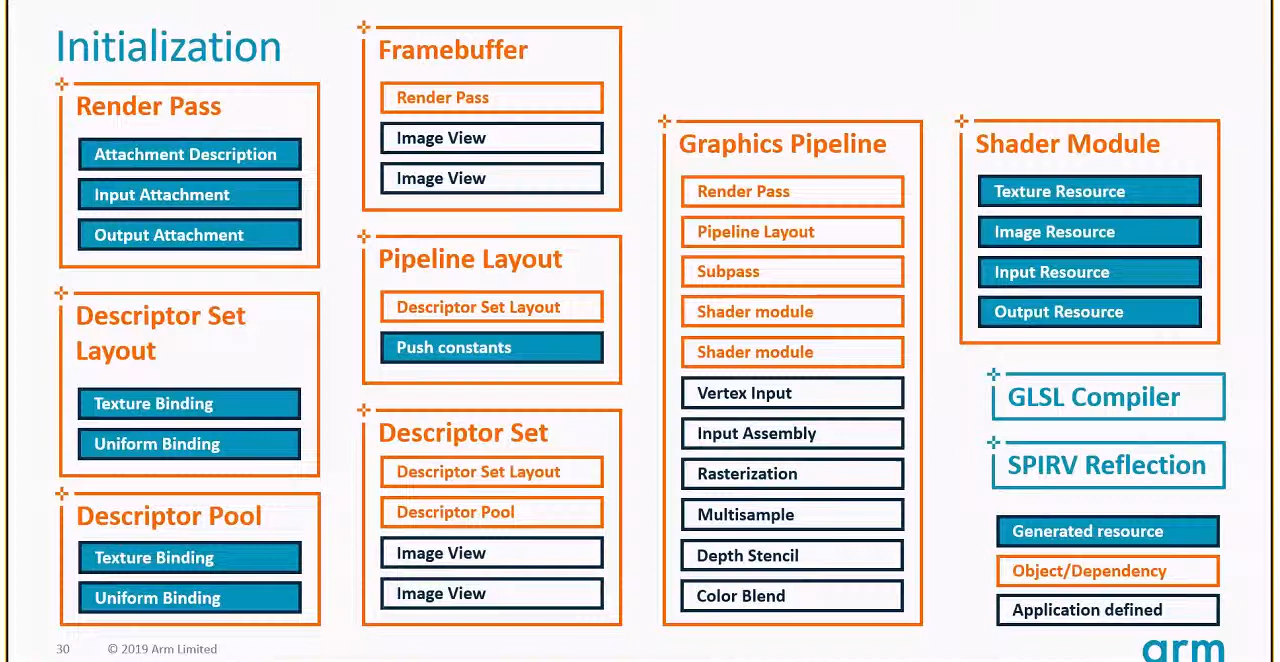 Initialization
Render Pass
Attachment Description
Input Attachment
Output Attachment
Descriptor Set
Layout
Texture Binding
Uniform Binding
Descriptor Pool
Texture Binding
Uniform Binding
Framebuffer
Render Pass
Image View
Image View
Pipeline Layout
Descriptor Set Layout
Push constants
Descriptor Set
Descriptor Set Layout
Descriptor Pool
Image View
Image View
Graphics Pipeline
Render Pass
Pipeline Layout
Subpass
Shader module
Shader module
Vertex Input
Input Assembly
Rasterization
Multisample
Depth Stencil
Color Blend
Shader Module
Texture Resource
Image Resource
Input Resource
Output Resource
GLSL Compiler
SPIRV Reflection
Generated resource
Object/Dependency
Application defined
30 © 2019 Arm Limited
arm